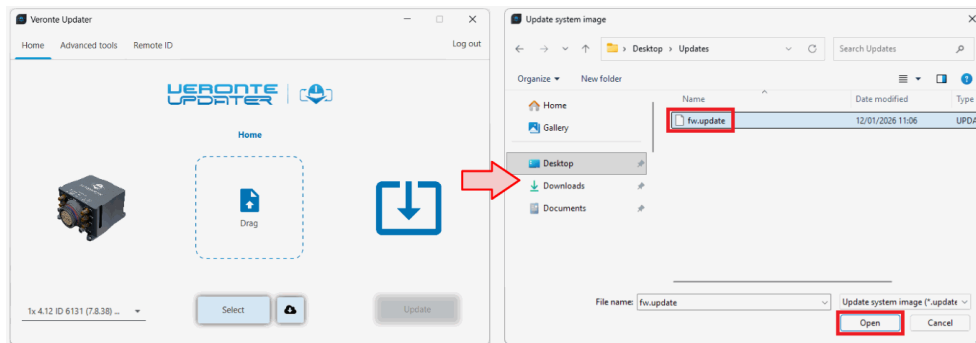 Veronte Updater
Home Advanced tools Remote ID Log out
VERONTE
UPDATER
Home
Drag
1x 4.12 ID 6131 (7.8.38) ...
Select
Update
Update system image
Desktop > Updates
Search Updates
Organize
New folder
Home
Gallery
Desktop
Downloads
Documents
Name Date modified Type
fw.update 12/01/2026 11:06 UPDA
File name: fw.update
Update system image (*.update
Open
Cancel